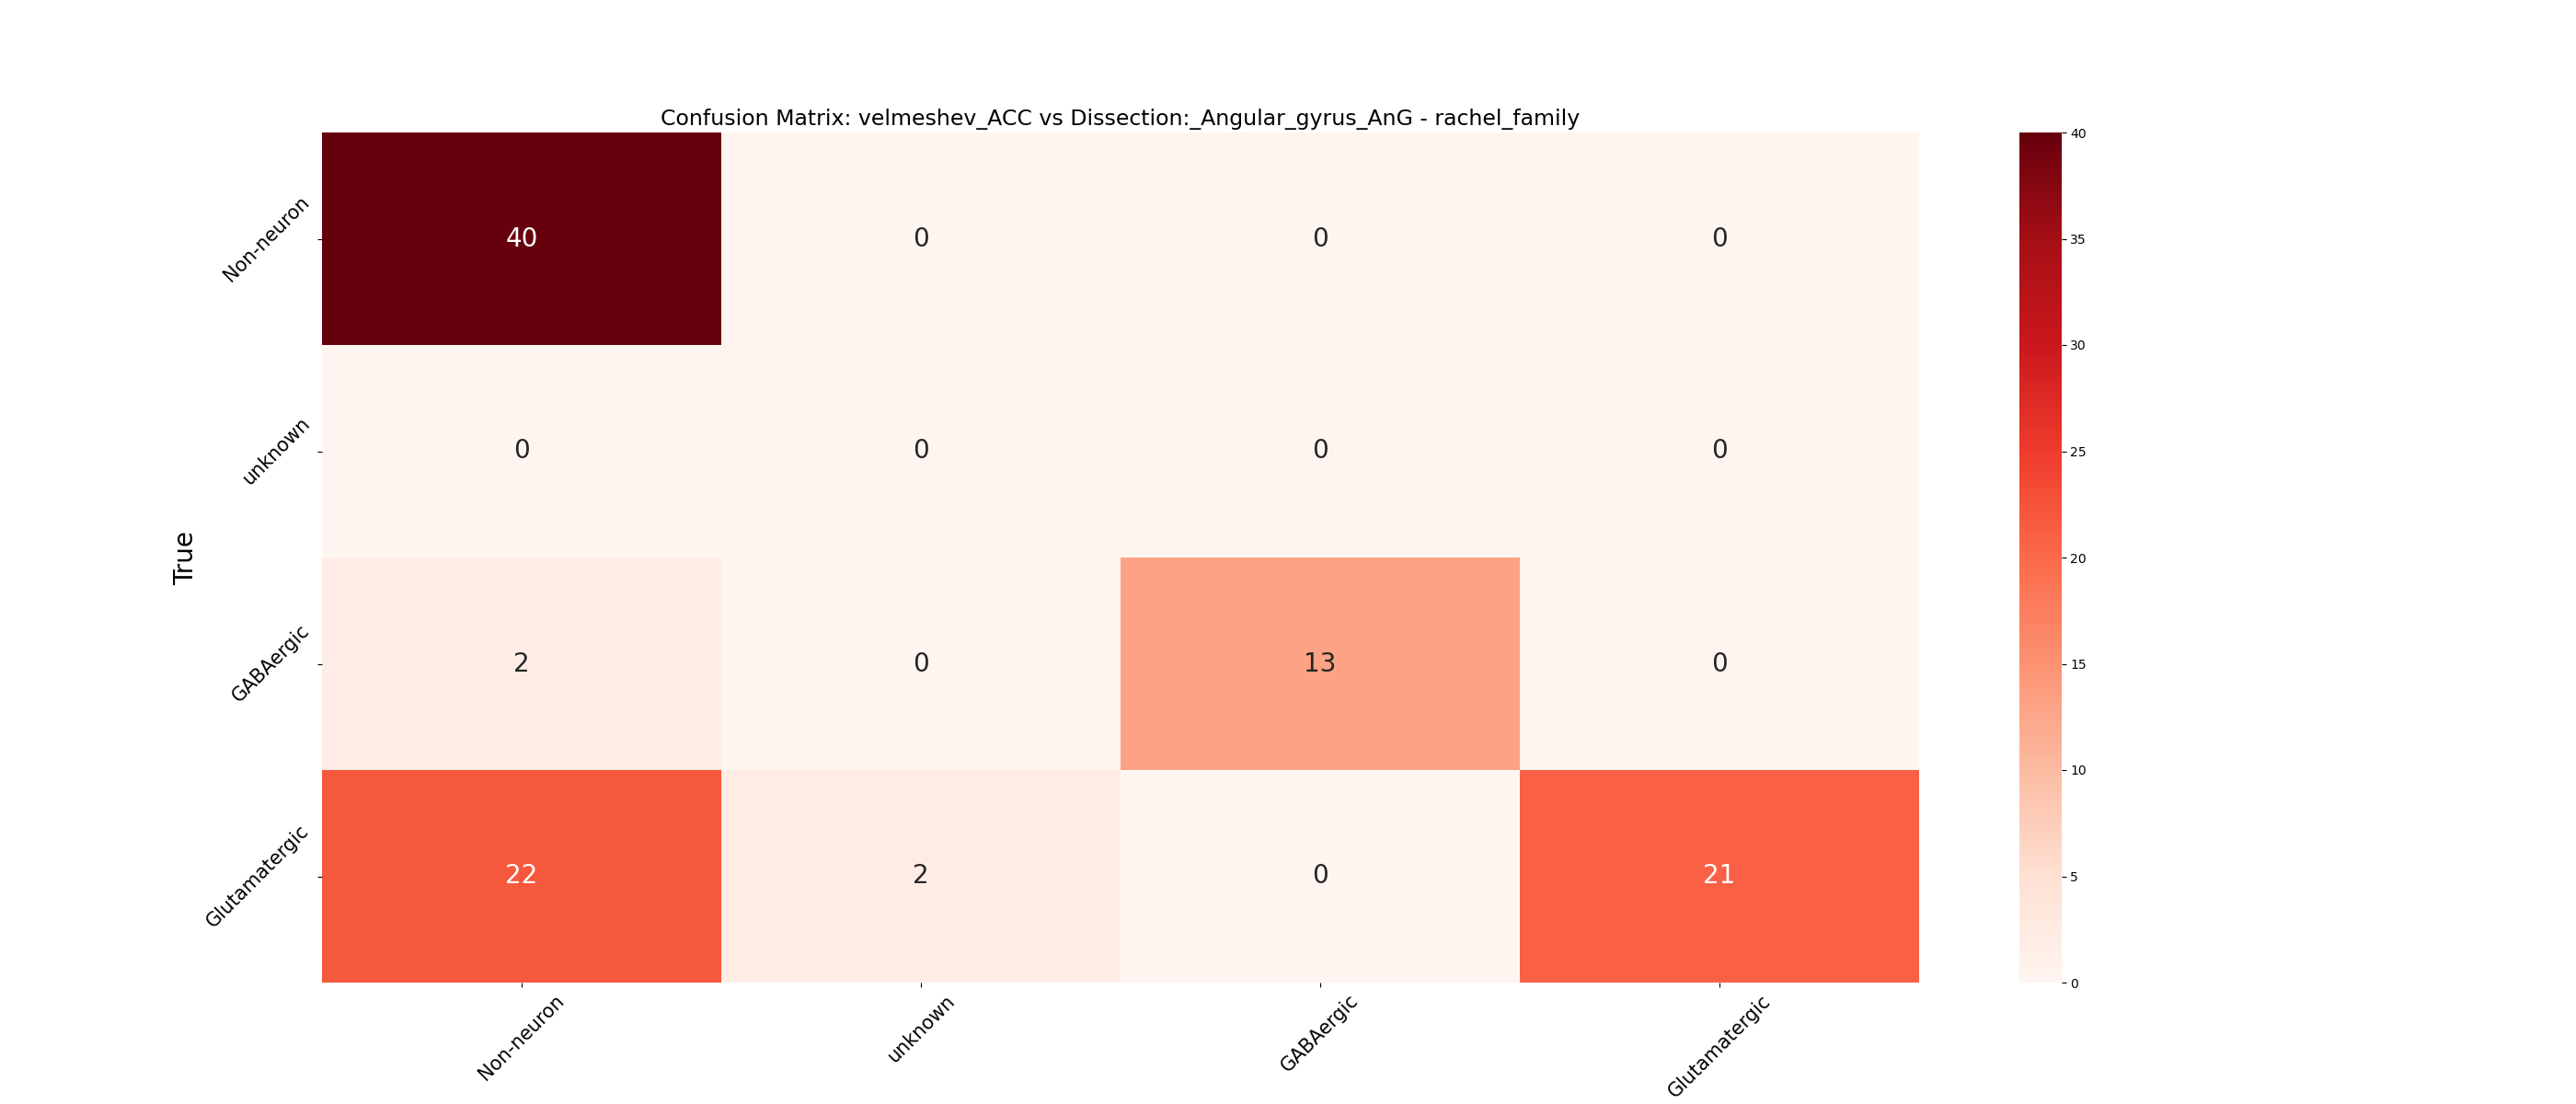 Confusion Matrix: velmeshev_ACC vs Dissection:_Angular_gyrus_AnG - rachel_family
True
Non-neuron
40 0 0 0
unknown
0 0 0 0
GABAergic
2 0 13 0
Glutamatergic
22 2 0 21
Non-neuron unknown GABAergic Glutamatergic
40
35
30
25
20
15
10
5
0